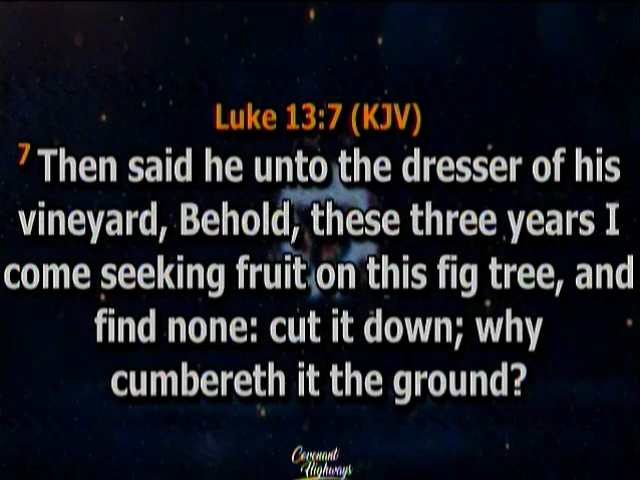 Luke 13:7 (KJV)
7 Then said he unto the dresser of his
vineyard, Behold, these three years I
come seeking fruit on this fig tree, and
find none: cut it down; why
cumbereth it the ground?
Covenant
Highways